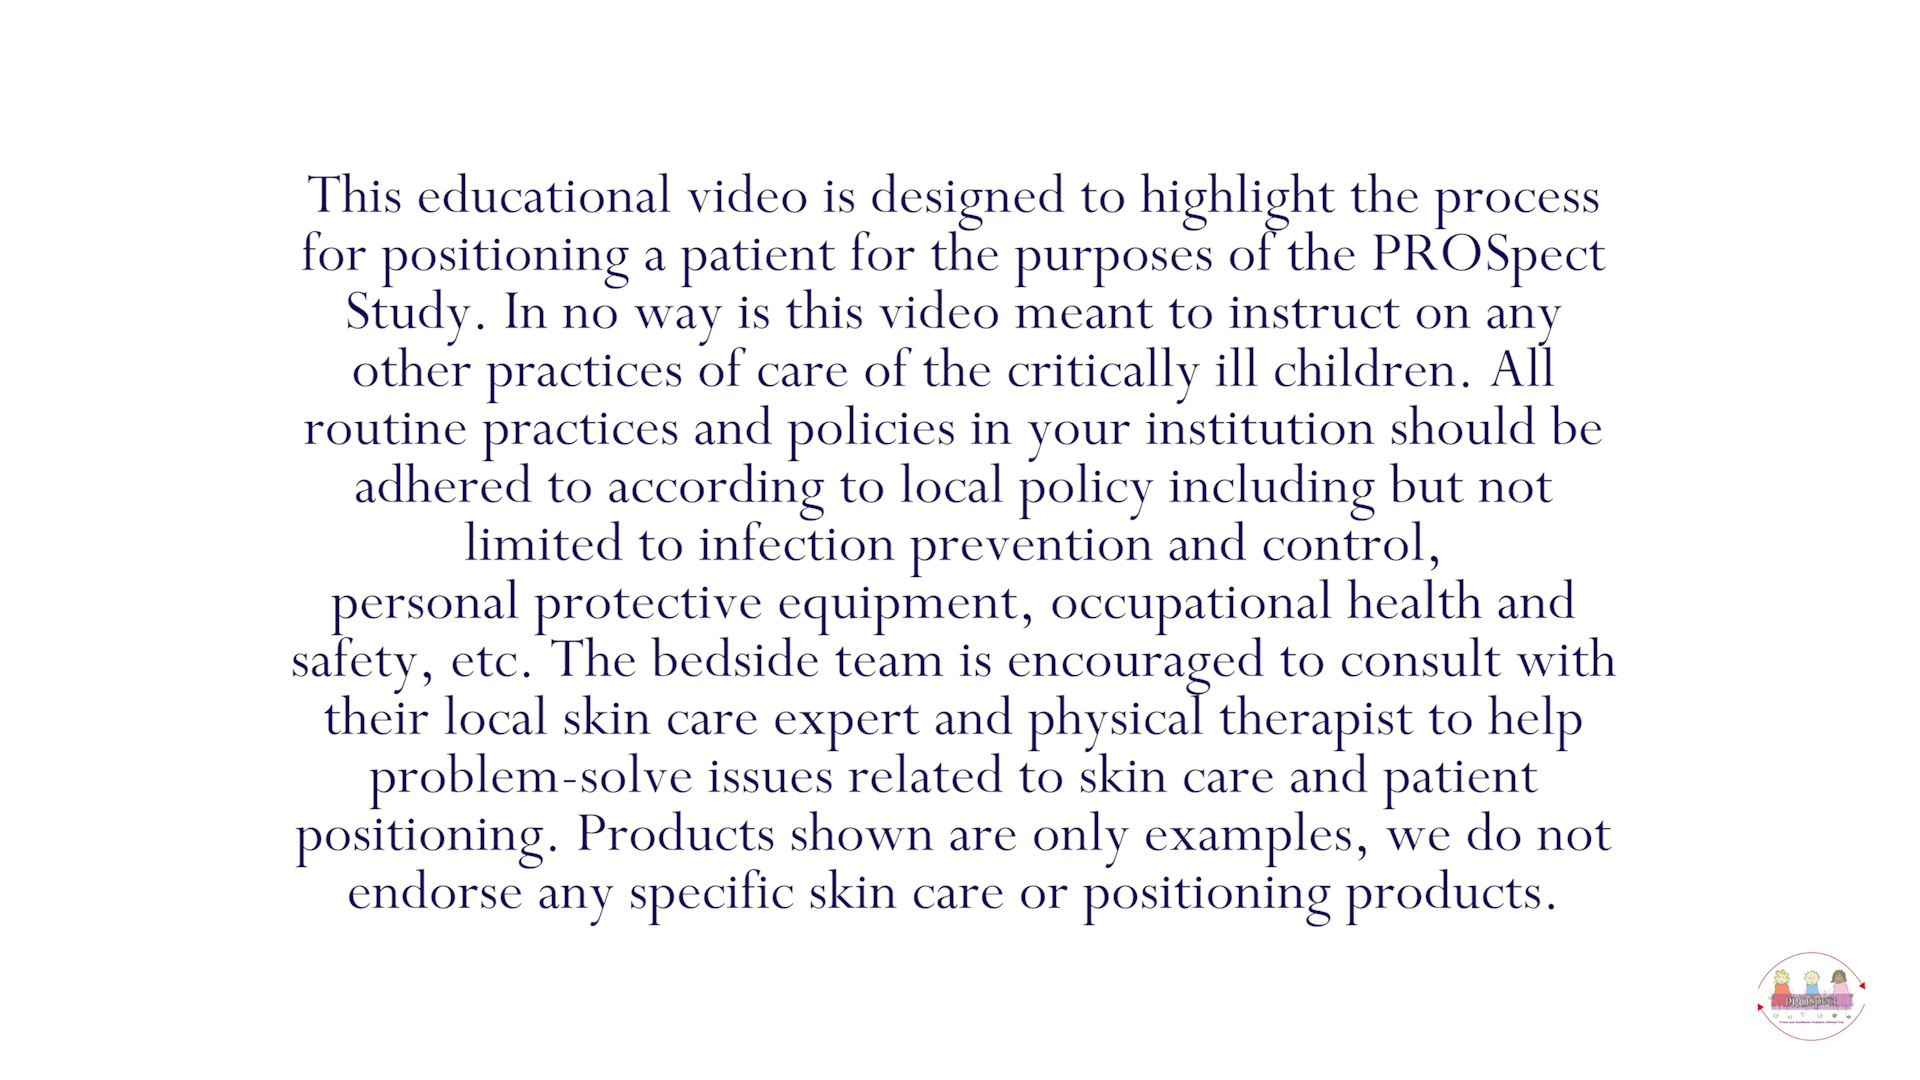 This educational video is designed to highlight the process
for positioning a patient for the purposes of the PROSpect
Study. In no way is this video meant to instruct on any
other practices of care of the critically ill children. All
routine practices and policies in your institution should be
adhered to according to local policy including but not
limited to infection prevention and control,
personal protective equipment, occupational health and
safety, etc. The bedside team is encouraged to consult with
their local skin care expert and physical therapist to help
problem-solve issues related to skin care and patient
positioning. Products shown are only examples, we do not
endorse any specific skin care or positioning products.
PROSpect
Prone and Oscillation Pediatric Clinical Trial